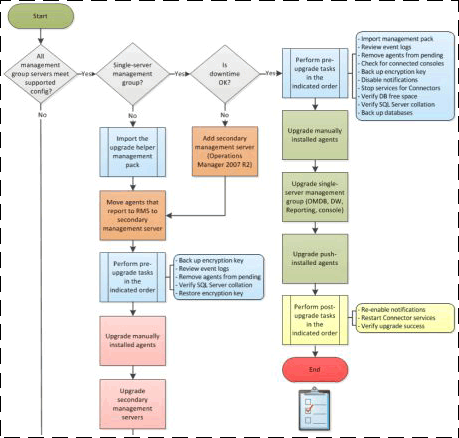 Start
All
management
group servers meet
supported
config?
Yes
Single-server
management
group?
Yes
Is
downtime
OK?
Yes
Perform pre-
upgrade tasks
in the
indicated order
- Import management pack
- Review event logs
- Remove agents from pending
- Check for connected consoles
- Back up encryption key
- Disable notifications
- Stop services for Connectors
- Verify DB free space
- Verify SQL Server collation
- Back up databases
No
No
No
Import the
upgrade helper
management
pack
Add secondary
management server
(Operations
Manager 2007 R2)
Upgrade manually
installed agents
Move agents that
report to RMS to
secondary
management server
Upgrade single-
server management
group (OMDB, DW,
Reporting, console)
Perform pre-
upgrade tasks
in the
indicated order
- Back up encryption key
- Review event logs
- Remove agents from pending
- Verify SQL Server collation
- Restore encryption key
Upgrade push-
installed agents
Upgrade manually
installed agents
Perform post-
upgrade tasks
in the
indicated order
- Re-enable notifications
- Restart Connector services
- Verify upgrade success
Upgrade
secondary
management
servers
End